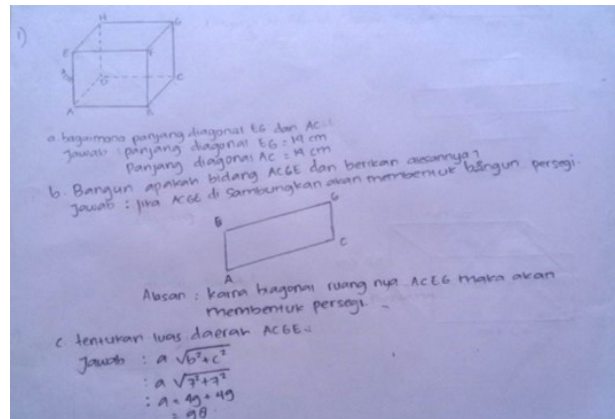 1)
H G
E F
D C
A B
a bagaimana panjang diagonal EG dan AC
Jawab : panjang diagonal EG = 14 cm
Panjang diagonal AC = 14 cm
b. Bangun apakah bidang ACGE dan berikan alasannya?
Jawab : Jika ACGE di sambungkan akan membentuk bangun persegi.
B G
A C
Alasan : karna diagonal ruang nya ACEG maka akan
membentuk persegi.
c. tentukan luas daerah ACGE
Jawab : a √b²+c²
: a √7²+7²
: a = 49 + 49
= 98